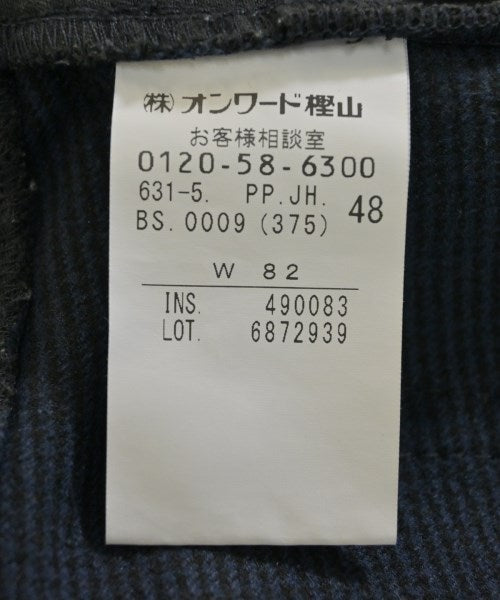 ㈱オンワード樫山
お客様相談室
0120-58-6300
631-5. PP.JH. 48
BS.0009 (375)
W 82
INS. 490083
LOT. 6872939